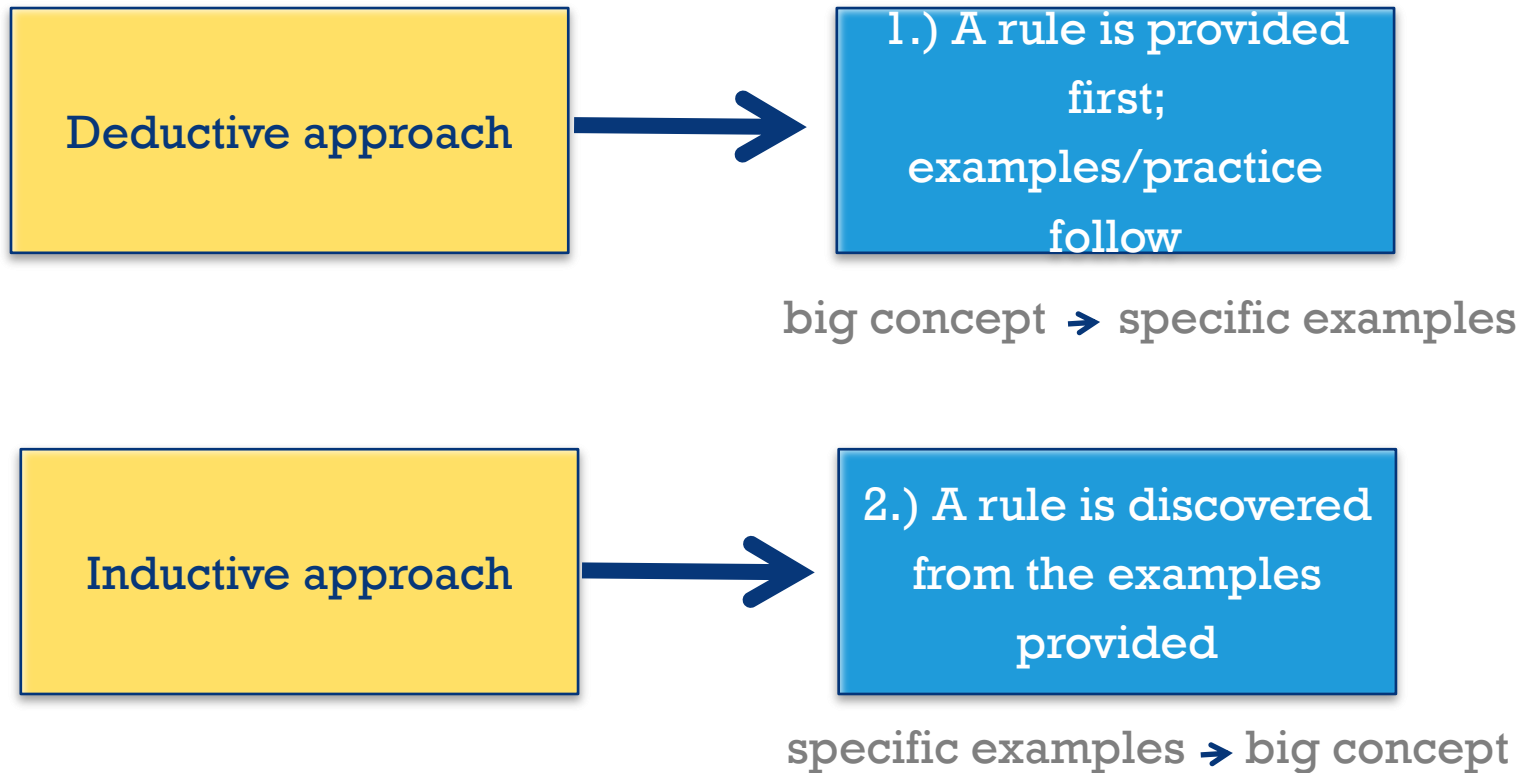 Deductive approach
1.) A rule is provided
first;
examples/practice
follow
big concept → specific examples
Inductive approach
2.) A rule is discovered
from the examples
provided
specific examples → big concept